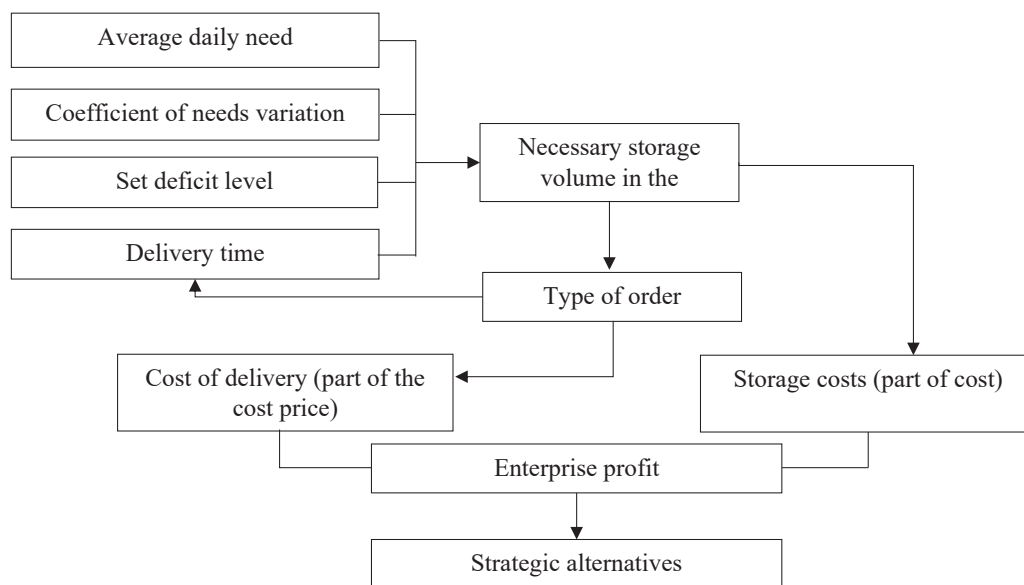 Average daily need
Coefficient of needs variation
Set deficit level
Delivery time
Necessary storage
volume in the
Type of order
Cost of delivery (part of the
cost price)
Storage costs (part of cost)
Enterprise profit
Strategic alternatives